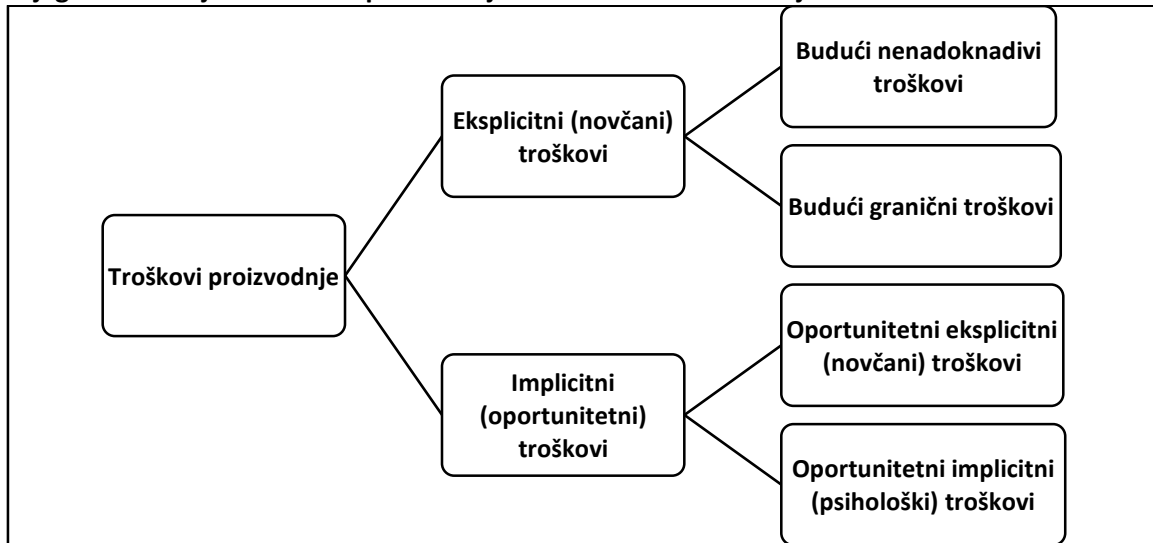 Budući nenadoknadivi
troškovi
Eksplicitni (novčani)
troškovi
Budući granični troškovi
Troškovi proizvodnje
Oportunitetni eksplicitni
(novčani) troškovi
Implicitni
(oportunitetni)
troškovi
Oportunitetni implicitni
(psihološki) troškovi